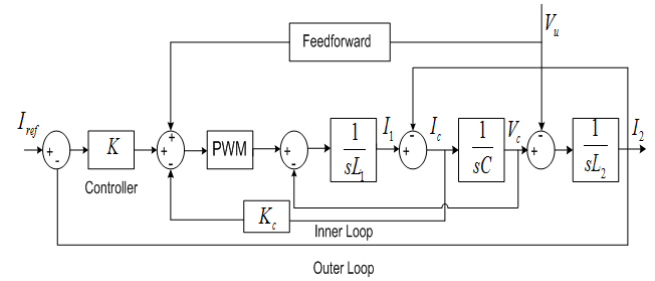 V_u
Feedforward
I_ref
+
-
K
Controller
+
+
-
PWM
+
-
1
sL_1
I_1
-
+
I_c
1
sC
V_c
-
+
1
sL_2
I_2
K_c
Inner Loop
Outer Loop